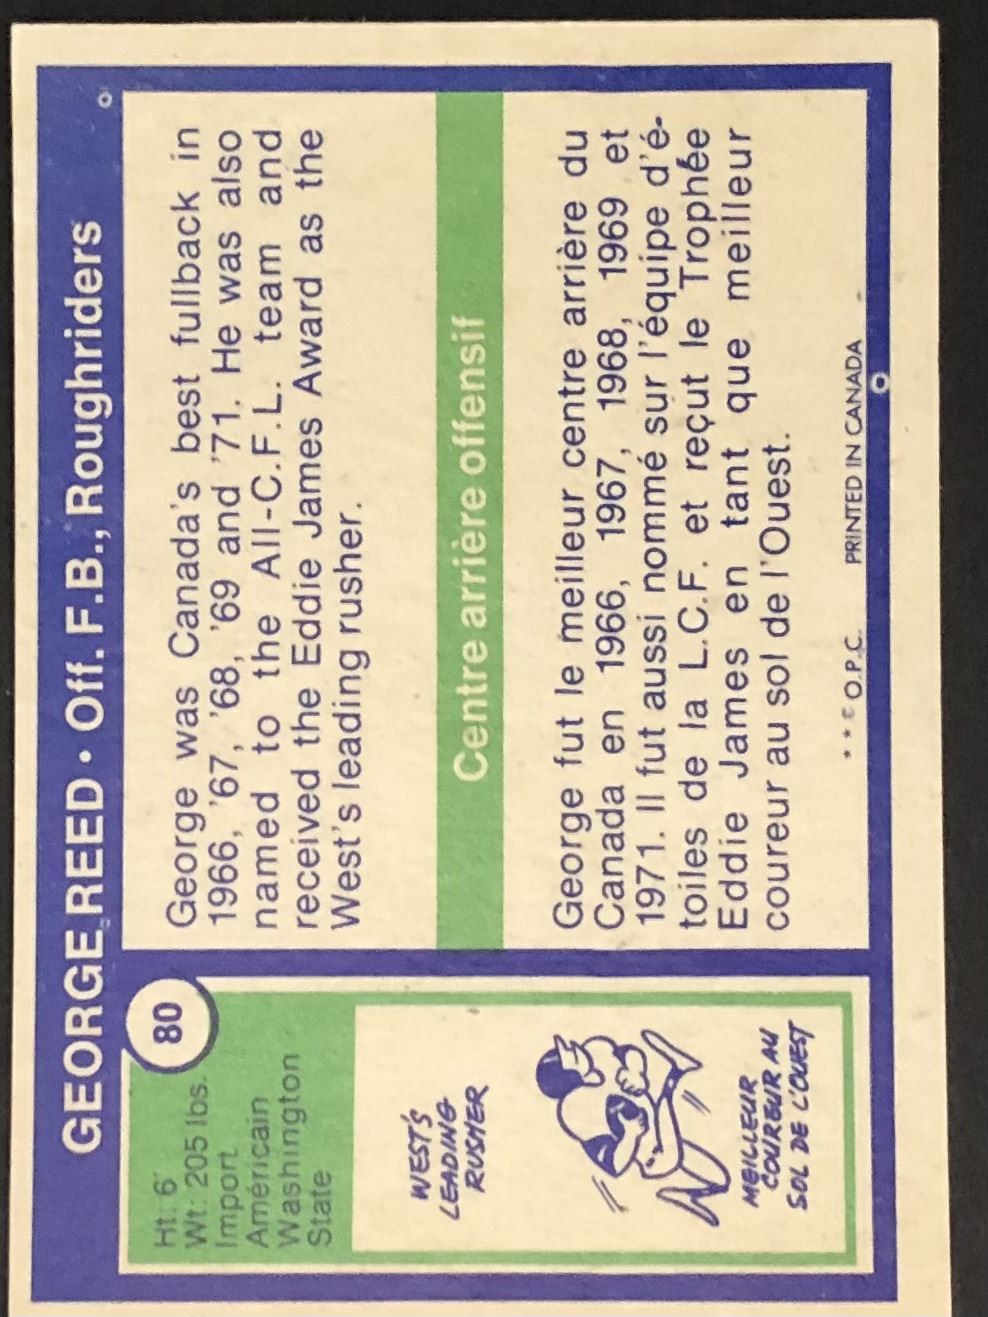 GEORGE REED • Off. F.B., Roughriders
80
Ht: 6'
Wt: 205 lbs.
Import
Américain
Washington
State
WEST'S
LEADING
RUSHER
MEILLEUR
COUREUR AU
SOL DE L'OUEST
George was Canada's best fullback in
1966, '67, '68, '69 and '71. He was also
named to the All-C.F.L. team and
received the Eddie James Award as the
West's leading rusher.
Centre arrière offensif
George fut le meilleur centre arrière du
Canada en 1966, 1967, 1968, 1969 et
1971. Il fut aussi nommé sur l'équipe d'é-
toiles de la L.C.F. et reçut le Trophée
Eddie James en tant que meilleur
coureur au sol de l'Ouest.
* * © O.P.C. PRINTED IN CANADA